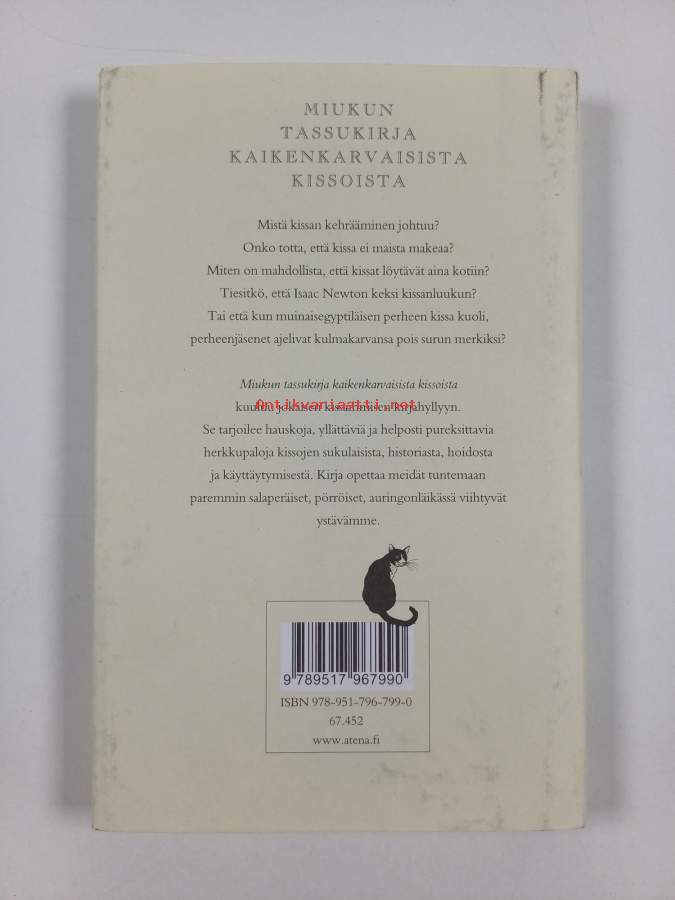 MIUKUN
TASSUKIRJA
KAIKENKARVAISISTA
KISSOISTA
Mistä kissan kehrääminen johtuu?
Onko totta, että kissa ei maista makeaa?
Miten on mahdollista, että kissat löytävät aina kotiin?
Tiesitkö, että Isaac Newton keksi kissanluukun?
Tai että kun muinaisegyptiläisen perheen kissa kuoli,
perheenjäsenet ajelivat kulmakarvansa pois surun merkiksi?
Miukun tassukirja kaikenkarvaisista kissoista
Antikvariaatti.net
kuuluu jokaisen kissaihmisen kirjahyllyyn.
Se tarjoilee hauskoja, yllättäviä ja helposti pureksittavia
herkkupaloja kissojen sukulaisista, historiasta, hoidosta
ja käyttäytymisestä. Kirja opettaa meidät tuntemaan
paremmin salaperäiset, pörröiset, auringonläikässä viihtyvät
ystävämme.
9 789517 967990
ISBN 978-951-796-799-0
67.452
www.atena.fi